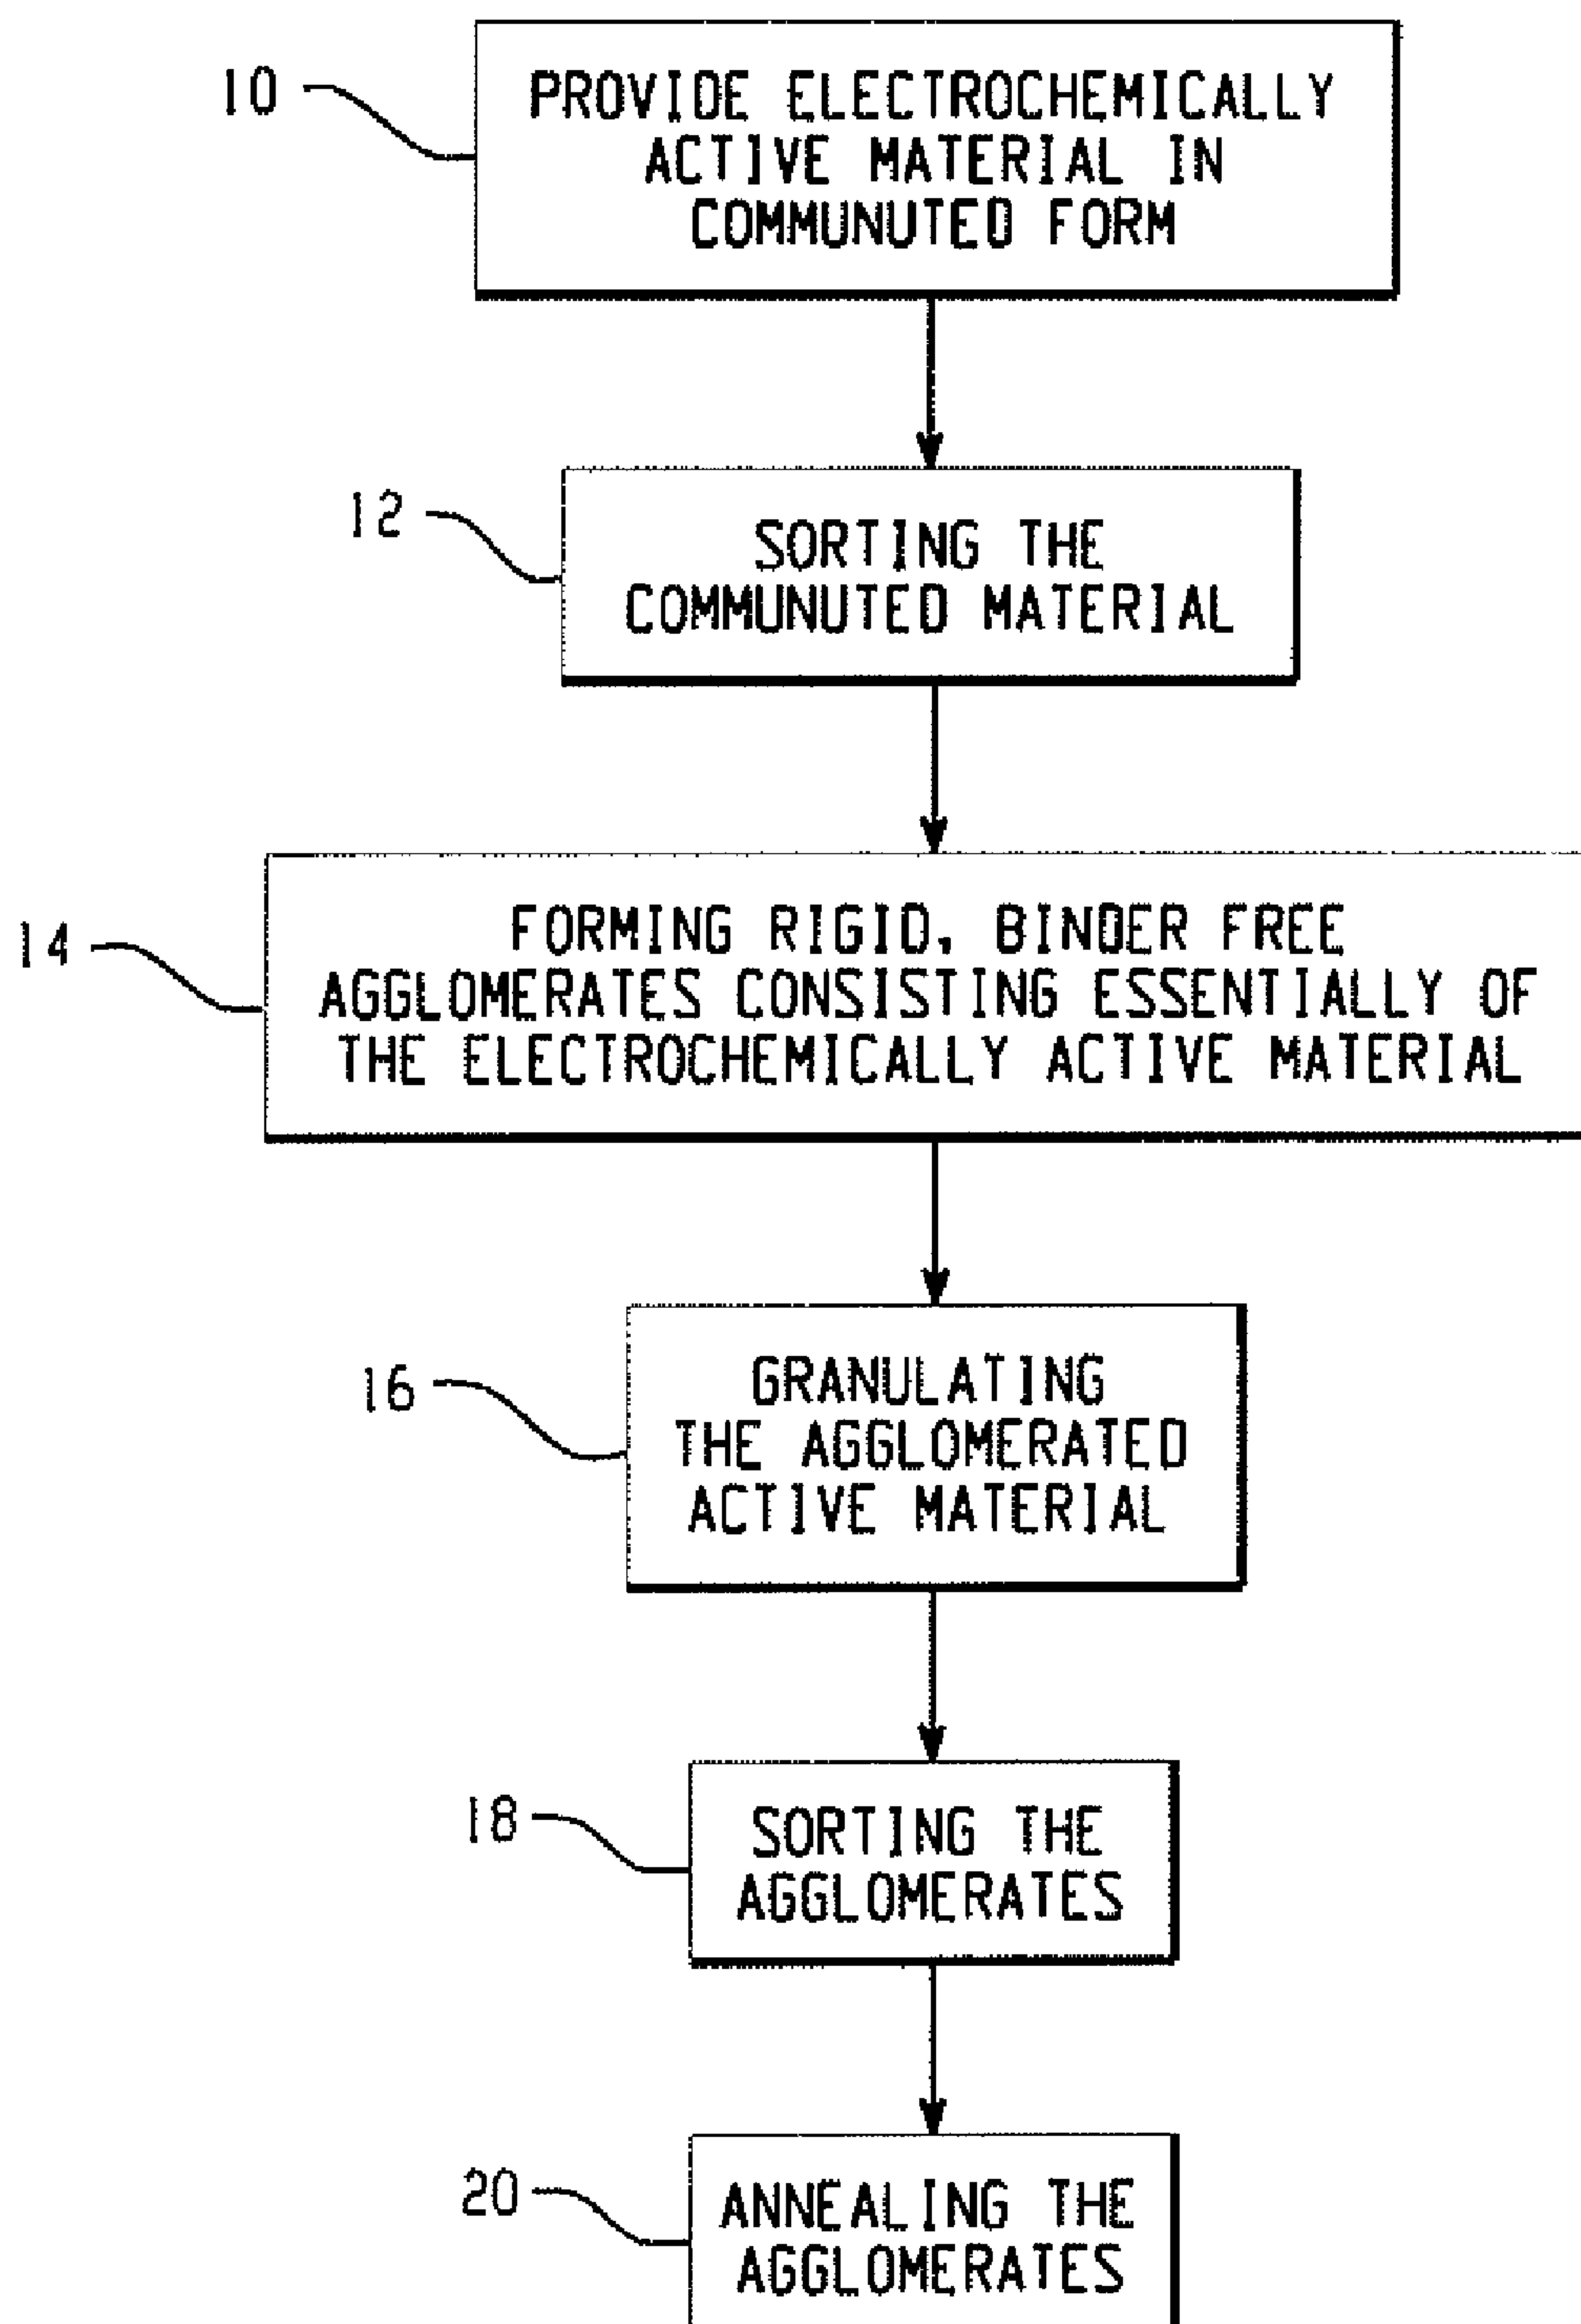 10
PROVIDE ELECTROCHEMICALLY
ACTIVE MATERIAL IN
COMMUNUTED FORM
12
SORTING THE
COMMUNUTED MATERIAL
14
FORMING RIGID, BINDER FREE
AGGLOMERATES CONSISTING ESSENTIALLY OF
THE ELECTROCHEMICALLY ACTIVE MATERIAL
16
GRANULATING
THE AGGLOMERATED
ACTIVE MATERIAL
18
SORTING THE
AGGLOMERATES
20
ANNEALING THE
AGGLOMERATES